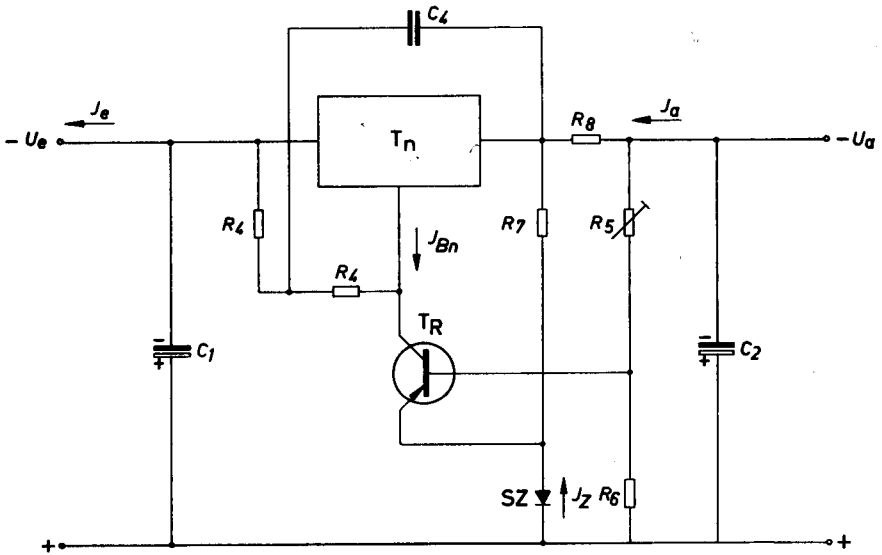 C4
Je
Ja
R8
- Ue
Tn
- Ua
R4
JBn
R7
R5
R4
TR
- C1
+
- C2
+
SZ
JZ
R6
+
+